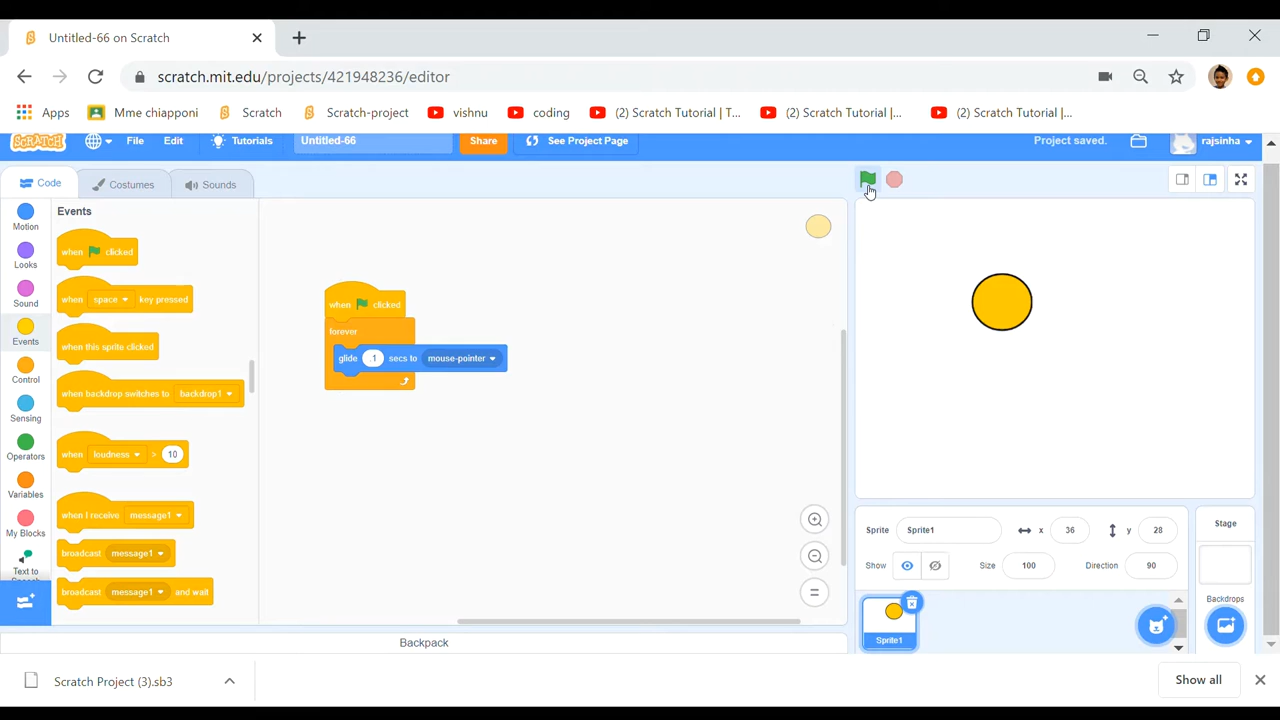 Untitled-66 on Scratch
scratch.mit.edu/projects/421948236/editor
Apps Mme chiapponi Scratch Scratch-project vishnu coding (2) Scratch Tutorial | T... (2) Scratch Tutorial (2) Scratch Tutorial |...
SCRATCH File Edit Tutorials Untitled-66 Share See Project Page Project saved. rajsinha
Code Costumes Sounds
Motion
Looks
Sound
Events
Control
Sensing
Operators
Variables
My Blocks
Text to
Events
when clicked
when space key pressed
when this sprite clicked
when backdrop switches to backdrop1
when loudness > 10
when I receive message1
broadcast message1
broadcast message1 and wait
when clicked
forever
glide .1 secs to mouse-pointer
Sprite Sprite1 x 36 y 28
Show Size 100 Direction 90
Sprite1
Stage
Backdrops
Backpack
Scratch Project (3).sb3
Show all